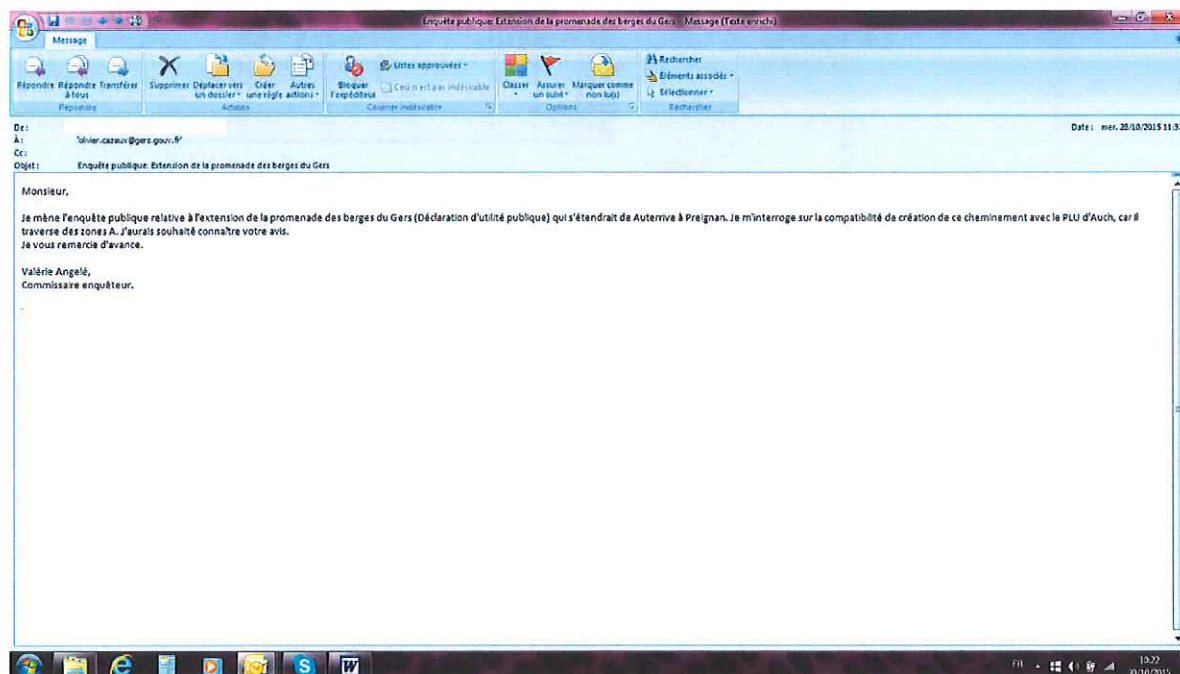 Enquête publique: Extension de la promenade des berges du Gers - Message (Texte enrichi)
Message
Répondre Répondre à tous Transférer
Répondre
Supprimer Déplacer vers un dossier Créer une règle Autres actions
Actions
Bloquer l'expéditeur
Listes approuvées
Ceci n'est pas indésirable
Courrier indésirable
Classer Assurer un suivi Marquer comme non lu(s)
Options
Rechercher
Éléments associés
Sélectionner
Rechercher
De :
Date : mer. 28/10/2015 11:3
À : 'olivier.cazaux@gers.gouv.fr'
Cc :
Objet : Enquête publique: Extension de la promenade des berges du Gers
Monsieur,
Je mène l'enquête publique relative à l'extension de la promenade des berges du Gers (Déclaration d'utilité publique) qui s'étendrait de Auterrive à Preignan. Je m'interroge sur la compatibilité de création de ce cheminement avec le PLU d'Auch, car il
traverse des zones A. J'aurais souhaité connaître votre avis.
Je vous remercie d'avance.
Valérie Angelé,
Commissaire enquêteur.
FR
10:22
30/10/2015